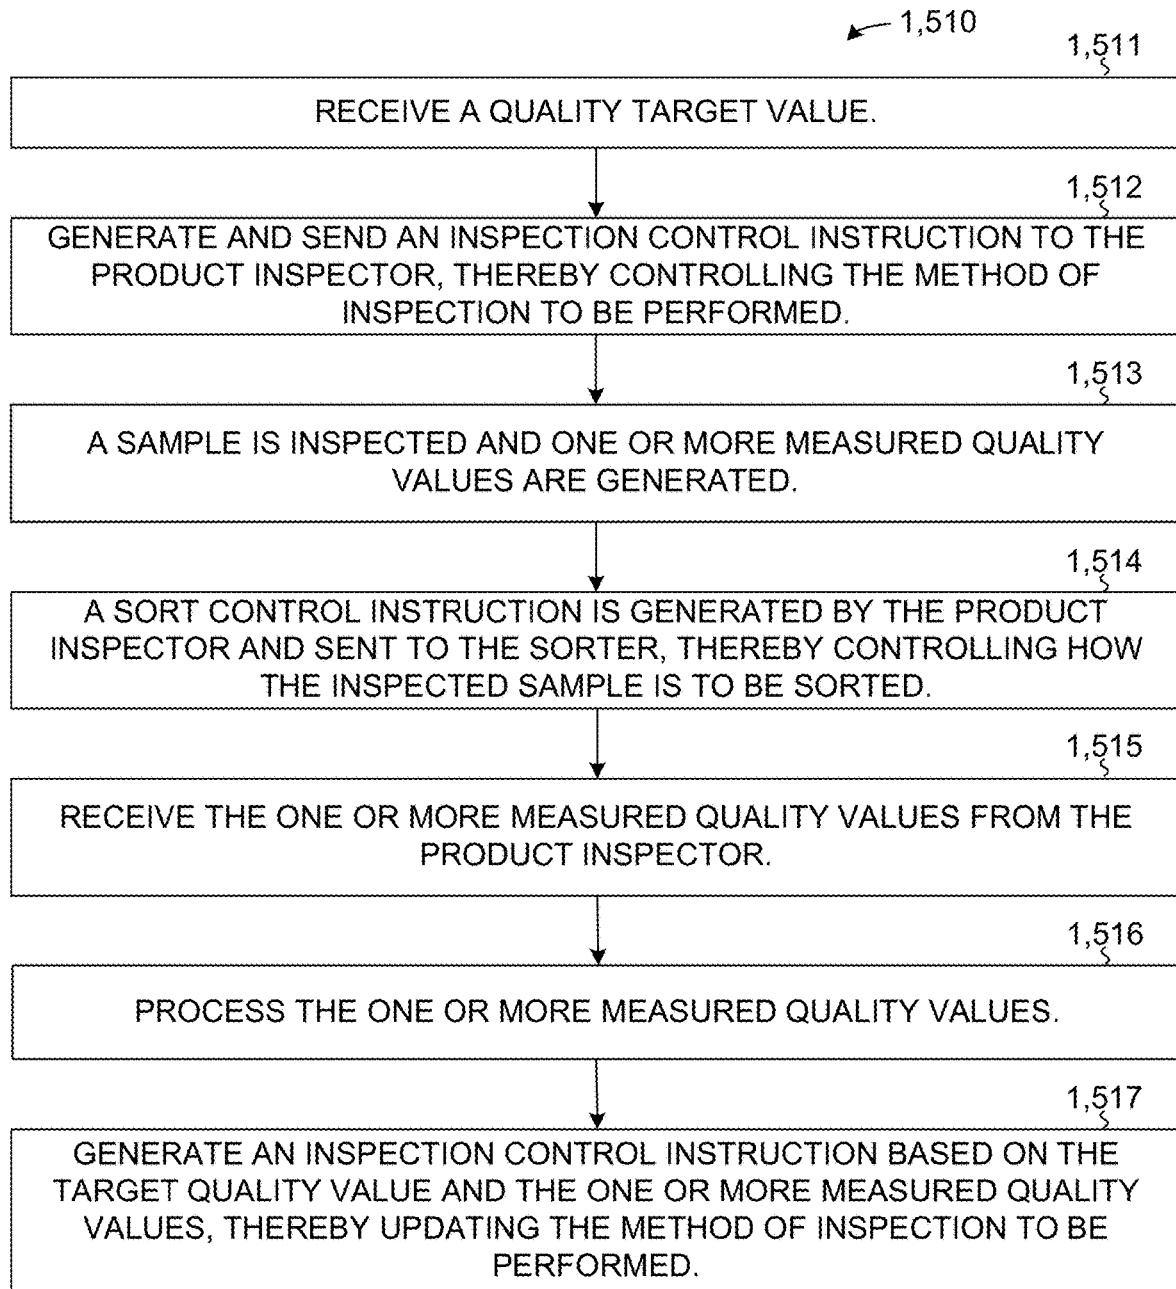 1,510
1,511
RECEIVE A QUALITY TARGET VALUE.
1,512
GENERATE AND SEND AN INSPECTION CONTROL INSTRUCTION TO THE
PRODUCT INSPECTOR, THEREBY CONTROLLING THE METHOD OF
INSPECTION TO BE PERFORMED.
1,513
A SAMPLE IS INSPECTED AND ONE OR MORE MEASURED QUALITY
VALUES ARE GENERATED.
1,514
A SORT CONTROL INSTRUCTION IS GENERATED BY THE PRODUCT
INSPECTOR AND SENT TO THE SORTER, THEREBY CONTROLLING HOW
THE INSPECTED SAMPLE IS TO BE SORTED.
1,515
RECEIVE THE ONE OR MORE MEASURED QUALITY VALUES FROM THE
PRODUCT INSPECTOR.
1,516
PROCESS THE ONE OR MORE MEASURED QUALITY VALUES.
1,517
GENERATE AN INSPECTION CONTROL INSTRUCTION BASED ON THE
TARGET QUALITY VALUE AND THE ONE OR MORE MEASURED QUALITY
VALUES, THEREBY UPDATING THE METHOD OF INSPECTION TO BE
PERFORMED.